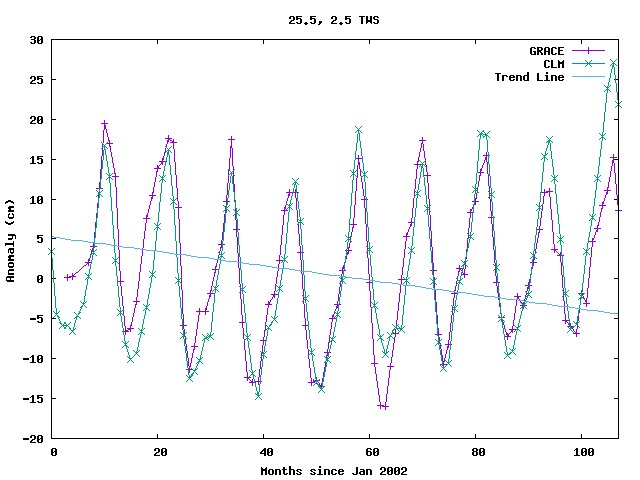 25.5, 2.5 TWS
GRACE
CLM
Trend Line
30
25
20
15
10
5
0
-5
-10
-15
-20
Anomaly (cm)
0 20 40 60 80 100
Months since Jan 2002